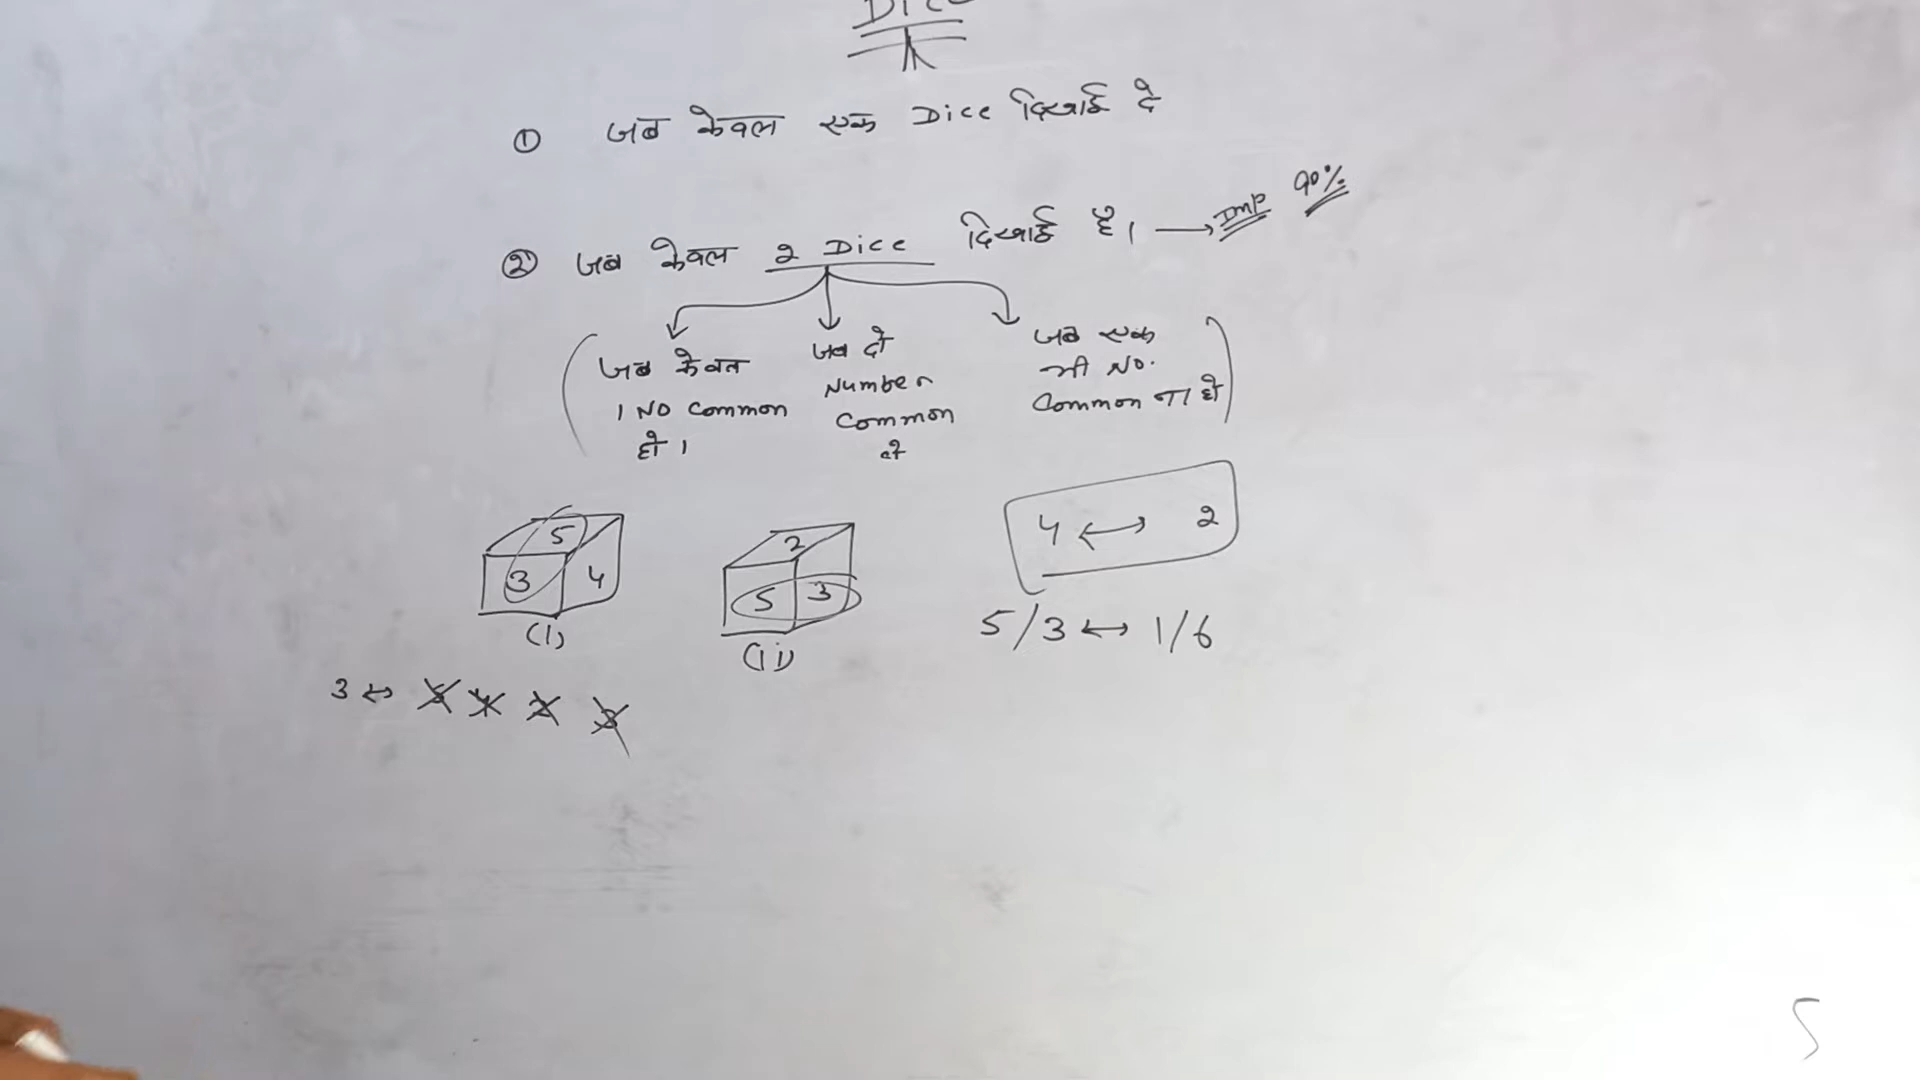 Dice
① जब केवल एक Dice दिखाई दे
② जब केवल 2 Dice दिखाई है। → Imp 90%
जब केवल
1 No common
हो।
जब दो
Number
Common
हो
जब एक
भी No.
Common ना हो
5
3 4
(i)
2
5 3
(ii)
4 ↔ 2
5/3 ↔ 1/6
3 ↔
5